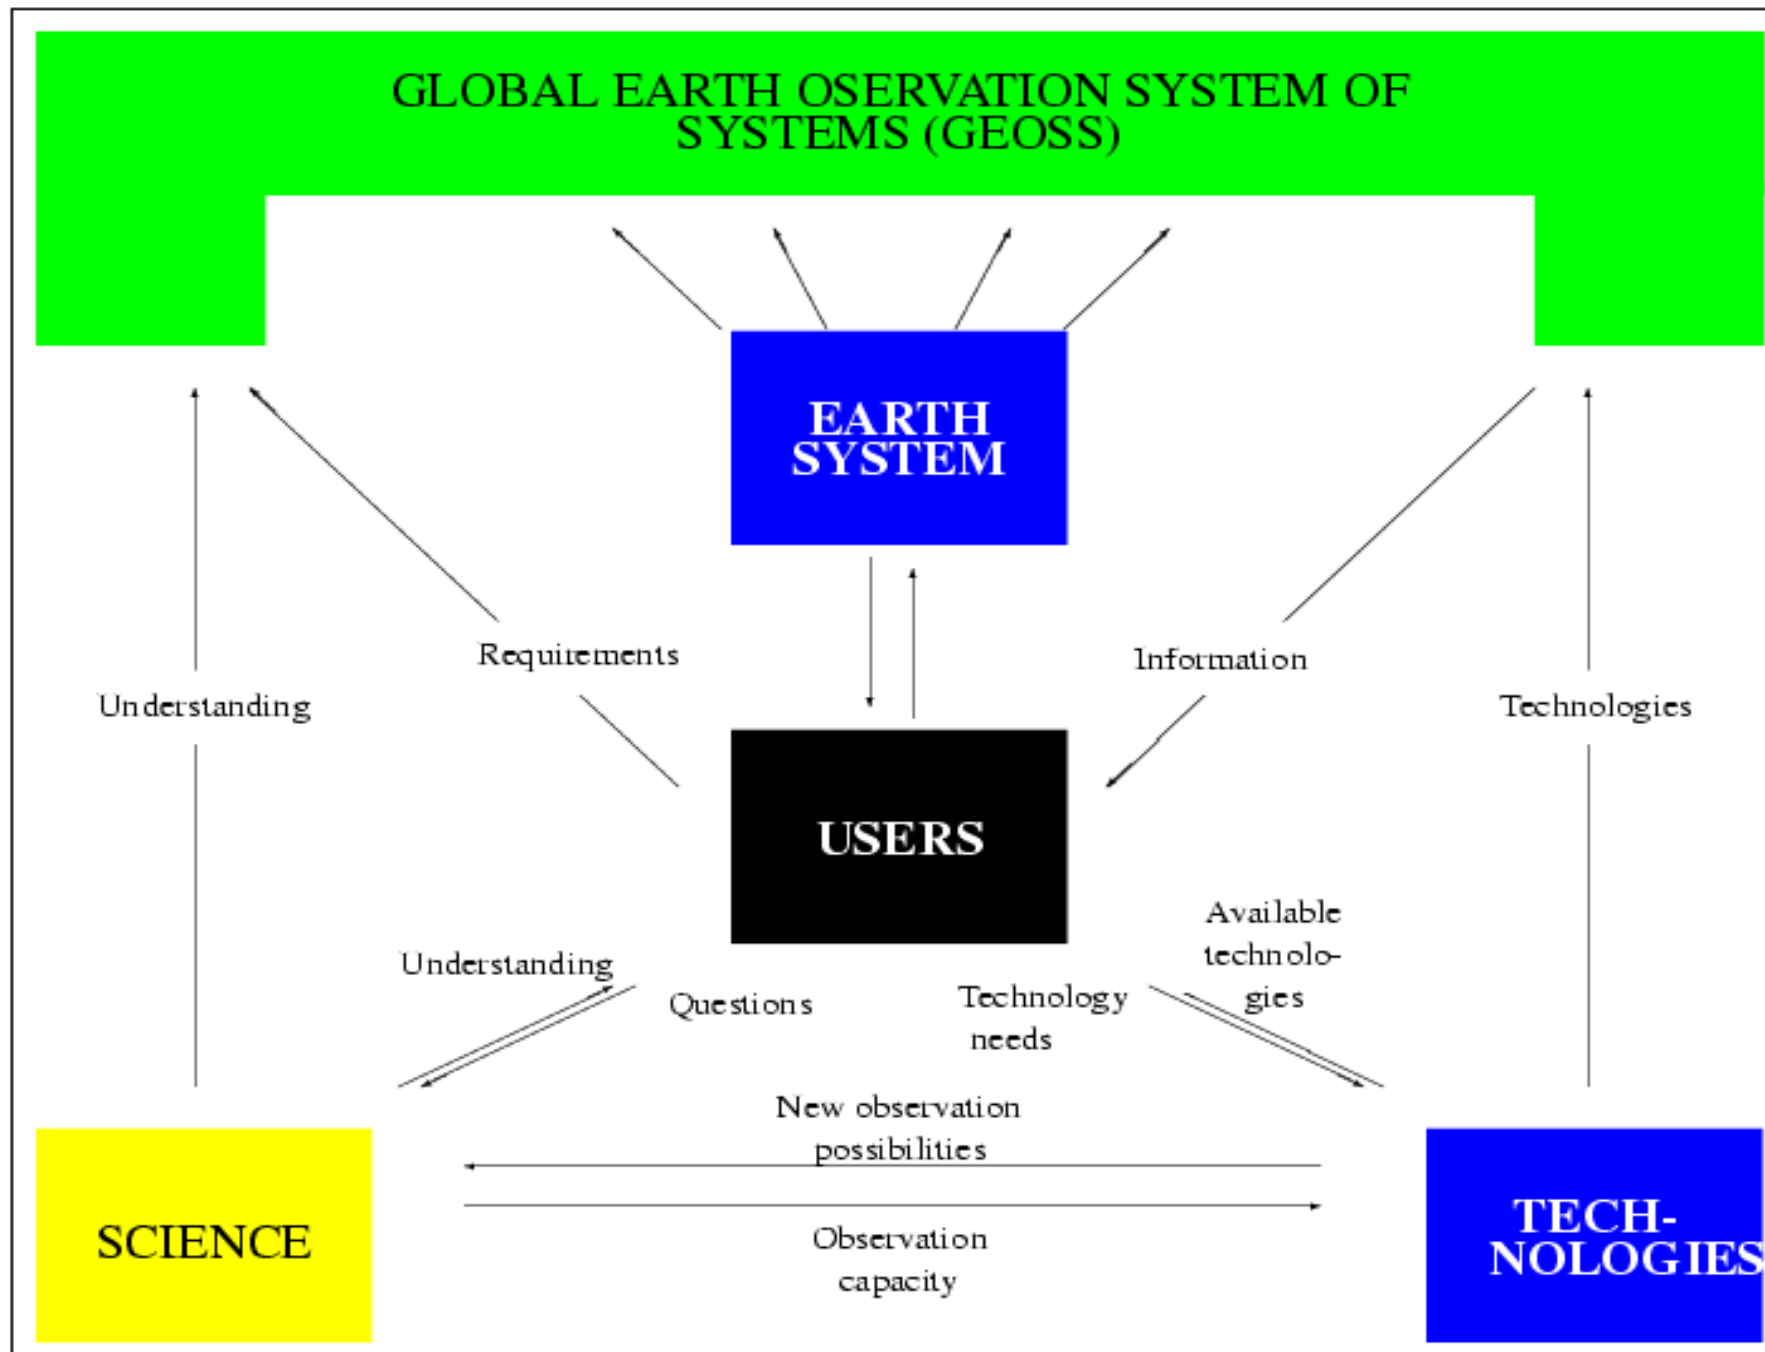 GLOBAL EARTH OSERVATION SYSTEM OF
SYSTEMS (GEOSS)
EARTH
SYSTEM
Requirements
Information
Understanding
Technologies
USERS
Available
technolo-
gies
Understanding
Questions
Technology
needs
New observation
possibilities
SCIENCE
Observation
capacity
TECH-
NOLOGIES